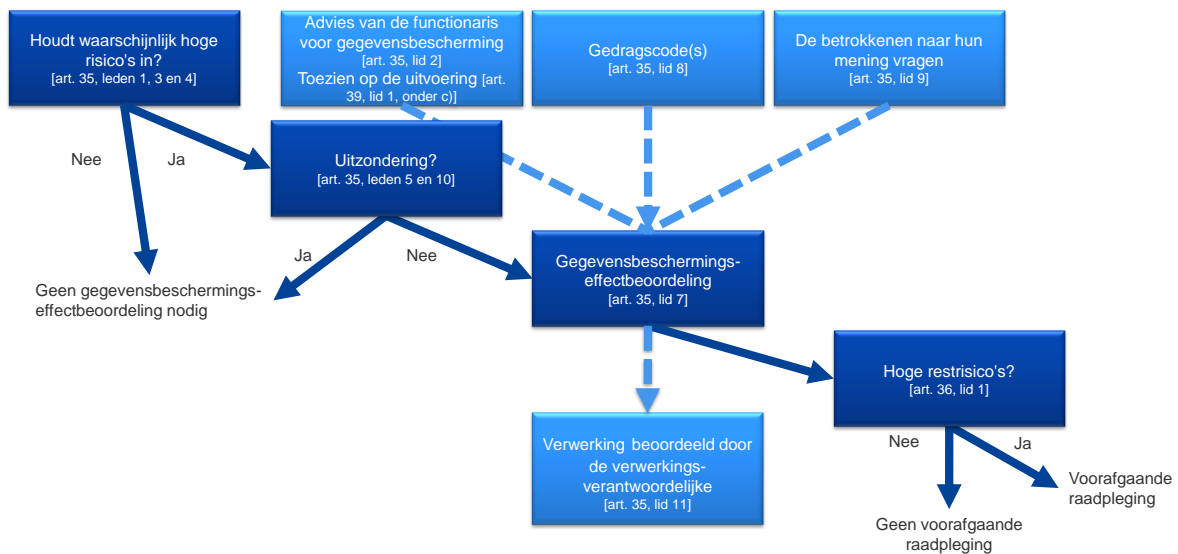 Houdt waarschijnlijk hoge
risico's in?
[art. 35, leden 1, 3 en 4]
Advies van de functionaris
voor gegevensbescherming
[art. 35, lid 2]
Toezien op de uitvoering [art.
39, lid 1, onder c)]
Gedragscode(s)
[art. 35, lid 8]
De betrokkenen naar hun
mening vragen
[art. 35, lid 9]
Nee
Ja
Uitzondering?
[art. 35, leden 5 en 10]
Ja
Nee
Geen gegevensbeschermings-
effectbeoordeling nodig
Gegevensbeschermings-
effectbeoordeling
[art. 35, lid 7]
Hoge restrisico's?
[art. 36, lid 1]
Verwerking beoordeeld door
de verwerkings-
verantwoordelijke
[art. 35, lid 11]
Nee
Ja
Voorafgaande
raadpleging
Geen voorafgaande
raadpleging